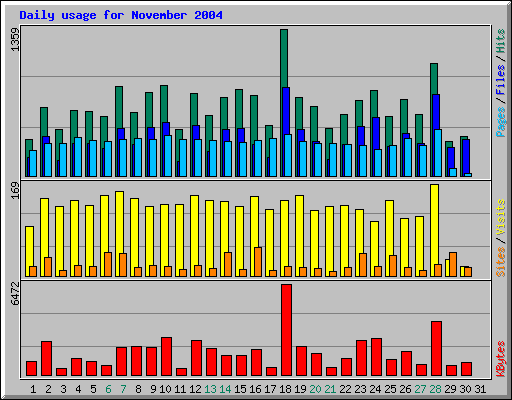 Daily usage for November 2004
1359
Pages / Files / Hits
169
Sites / Visits
6472
KBytes
1 2 3 4 5 6 7 8 9 10 11 12 13 14 15 16 17 18 19 20 21 22 23 24 25 26 27 28 29 30 31